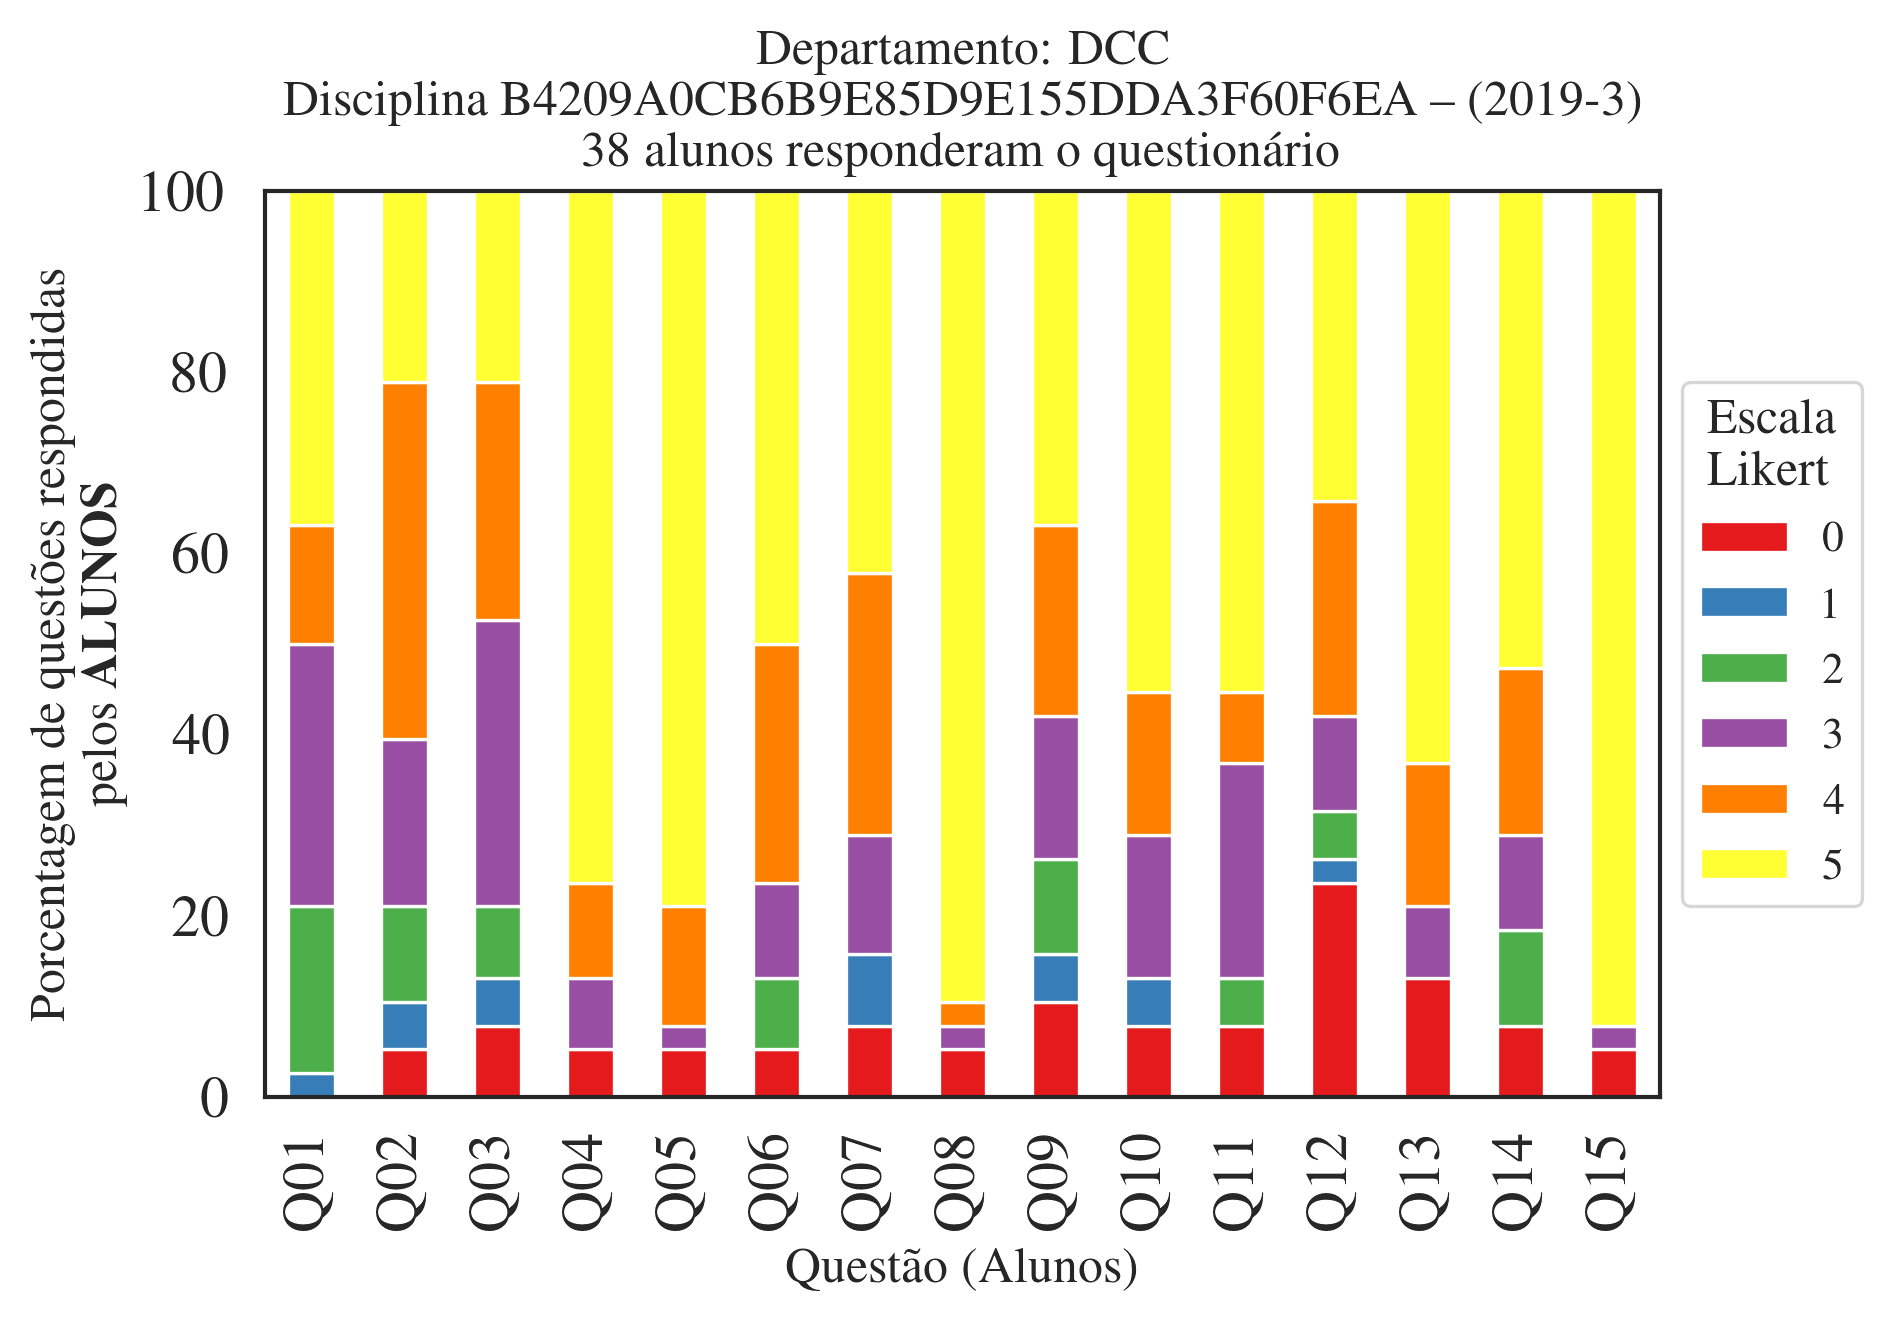 Departamento: DCC
Disciplina B4209A0CB6B9E85D9E155DDA3F60F6EA – (2019-3)
38 alunos responderam o questionário
Porcentagem de questões respondidas
pelos ALUNOS
100
80
60
40
20
0
Q01
Q02
Q03
Q04
Q05
Q06
Q07
Q08
Q09
Q10
Q11
Q12
Q13
Q14
Q15
Questão (Alunos)
Escala
Likert
0
1
2
3
4
5